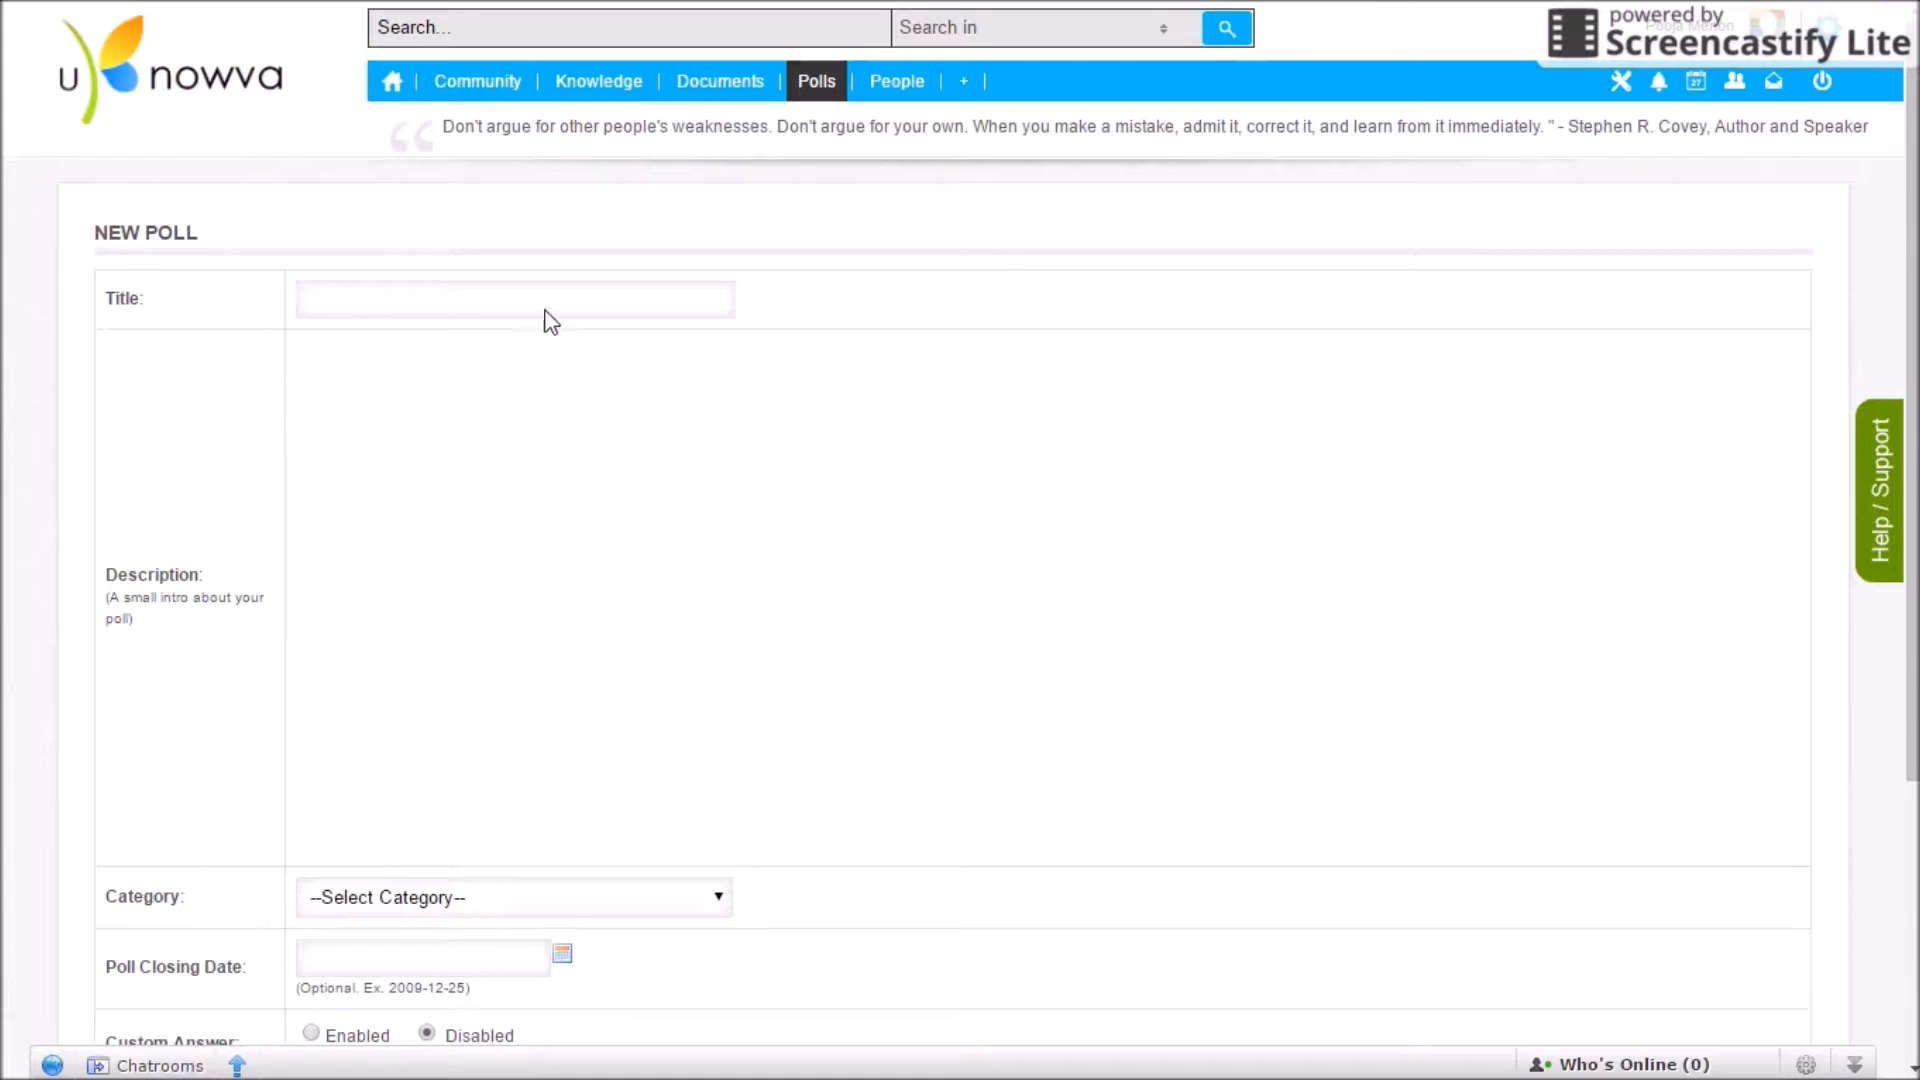 powered by
Screencastify Lite
Search...
Search in
u nowva
Community
Knowledge
Documents
Polls
People
+
27
Don't argue for other people's weaknesses. Don't argue for your own. When you make a mistake, admit it, correct it, and learn from it immediately. " - Stephen R. Covey, Author and Speaker
NEW POLL
Title:
Help / Support
Description:
(A small intro about your
poll)
Category:
--Select Category--
Poll Closing Date:
(Optional. Ex. 2009-12-25)
Custom Answer:
Enabled
Disabled
Chatrooms
Who's Online (0)